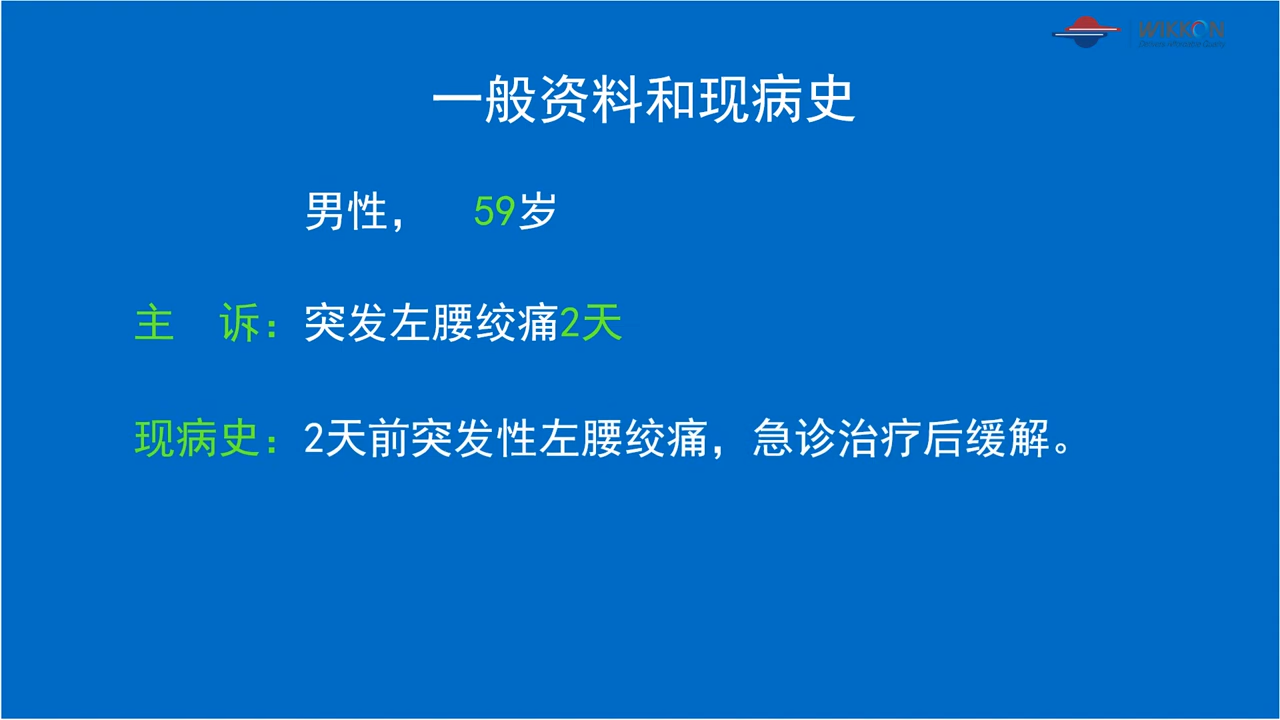 WIKKON
一般资料和现病史
男性， 59岁
主 诉：突发左腰绞痛2天
现病史：2天前突发性左腰绞痛，急诊治疗后缓解。